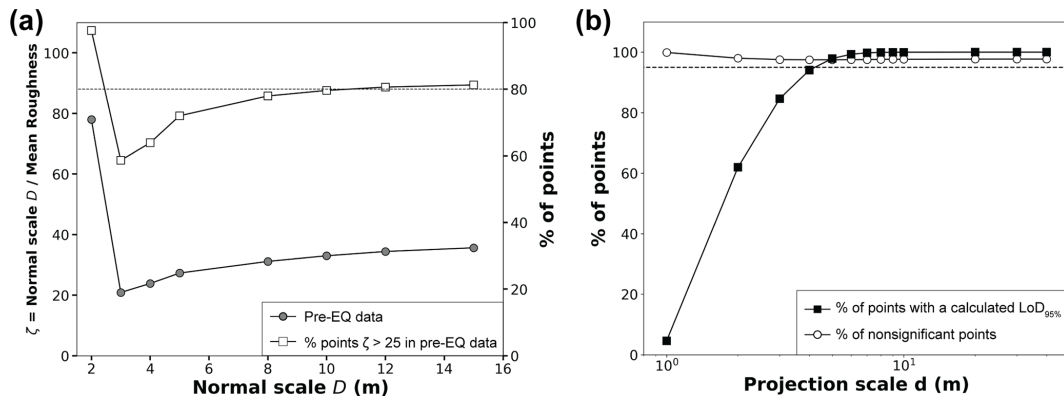 (a)
100
80
60
40
20
0
ζ = Normal scale D / Mean Roughness
100
80
60
40
20
0
% of points
Pre-EQ data
% points ζ > 25 in pre-EQ data
2 4 6 8 10 12 14 16
Normal scale D (m)
(b)
100
80
60
40
20
0
% of points
% of points with a calculated LoD95%
% of nonsignificant points
10⁰ 10¹
Projection scale d (m)